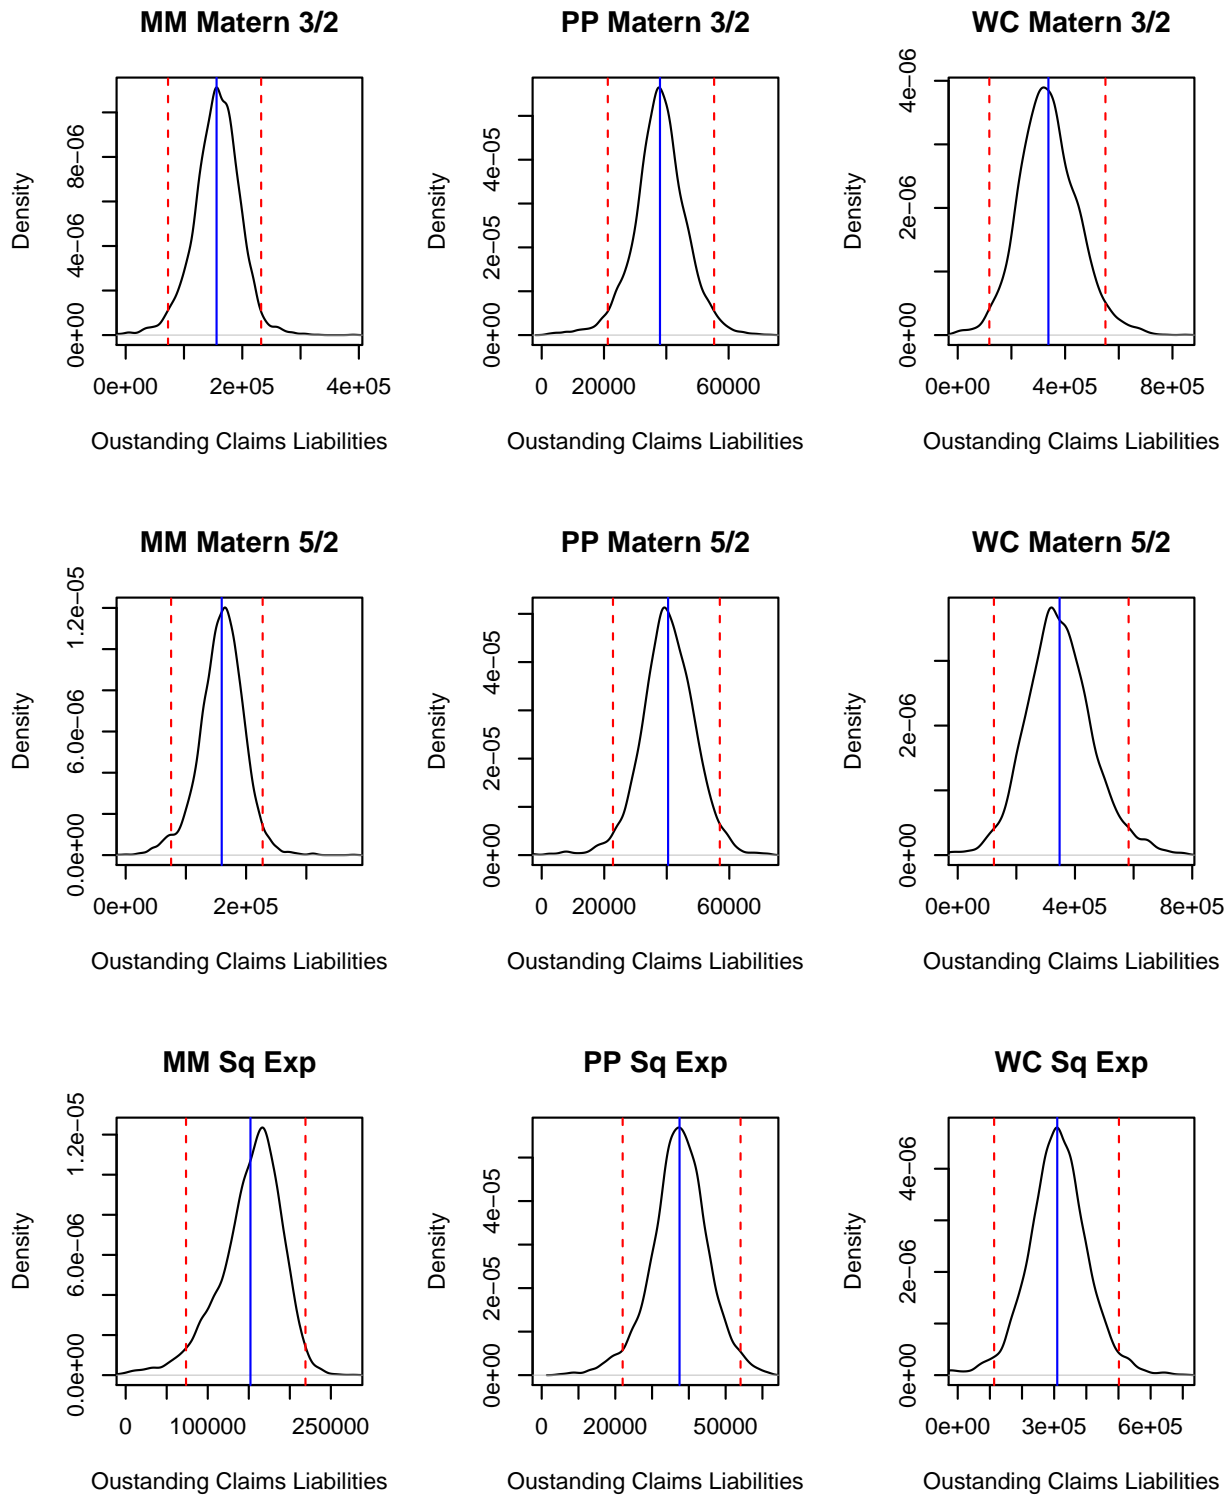 MM Matern 3/2
Density
0e+00 4e−06 8e−06
0e+00 2e+05 4e+05
Oustanding Claims Liabilities
PP Matern 3/2
Density
0e+00 2e−05 4e−05
0 20000 60000
Oustanding Claims Liabilities
WC Matern 3/2
Density
0e+00 2e−06 4e−06
0e+00 4e+05 8e+05
Oustanding Claims Liabilities
MM Matern 5/2
Density
0.0e+00 6.0e−06 1.2e−05
0e+00 2e+05
Oustanding Claims Liabilities
PP Matern 5/2
Density
0e+00 2e−05 4e−05
0 20000 60000
Oustanding Claims Liabilities
WC Matern 5/2
Density
0e+00 2e−06
0e+00 4e+05 8e+05
Oustanding Claims Liabilities
MM Sq Exp
Density
0.0e+00 6.0e−06 1.2e−05
0 100000 250000
Oustanding Claims Liabilities
PP Sq Exp
Density
0e+00 2e−05 4e−05
0 20000 50000
Oustanding Claims Liabilities
WC Sq Exp
Density
0e+00 2e−06 4e−06
0e+00 3e+05 6e+05
Oustanding Claims Liabilities